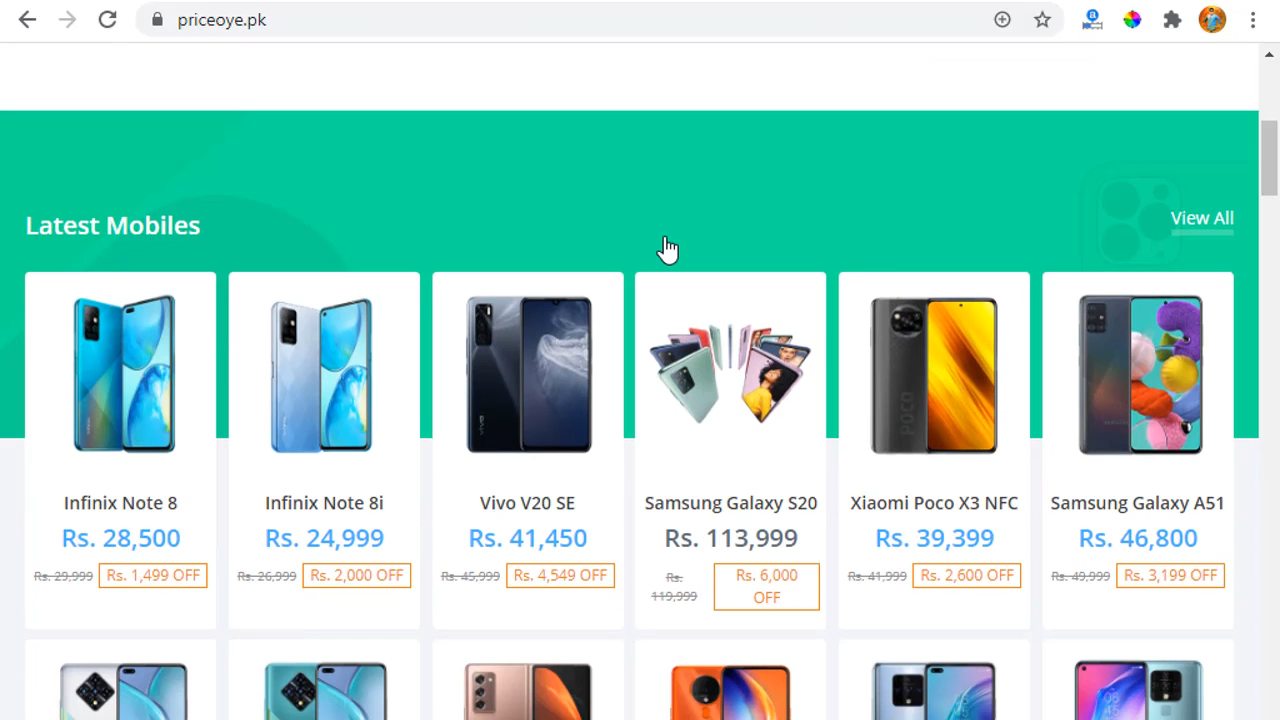 priceoye.pk
Latest Mobiles
View All
Infinix Note 8
Rs. 28,500
Rs. 29,999 Rs. 1,499 OFF
Infinix Note 8i
Rs. 24,999
Rs. 26,999 Rs. 2,000 OFF
Vivo V20 SE
Rs. 41,450
Rs. 45,999 Rs. 4,549 OFF
Samsung Galaxy S20
Rs. 113,999
Rs. 119,999
Rs. 6,000 OFF
Xiaomi Poco X3 NFC
Rs. 39,399
Rs. 41,999 Rs. 2,600 OFF
Samsung Galaxy A51
Rs. 46,800
Rs. 49,999 Rs. 3,199 OFF
POCO
vivo